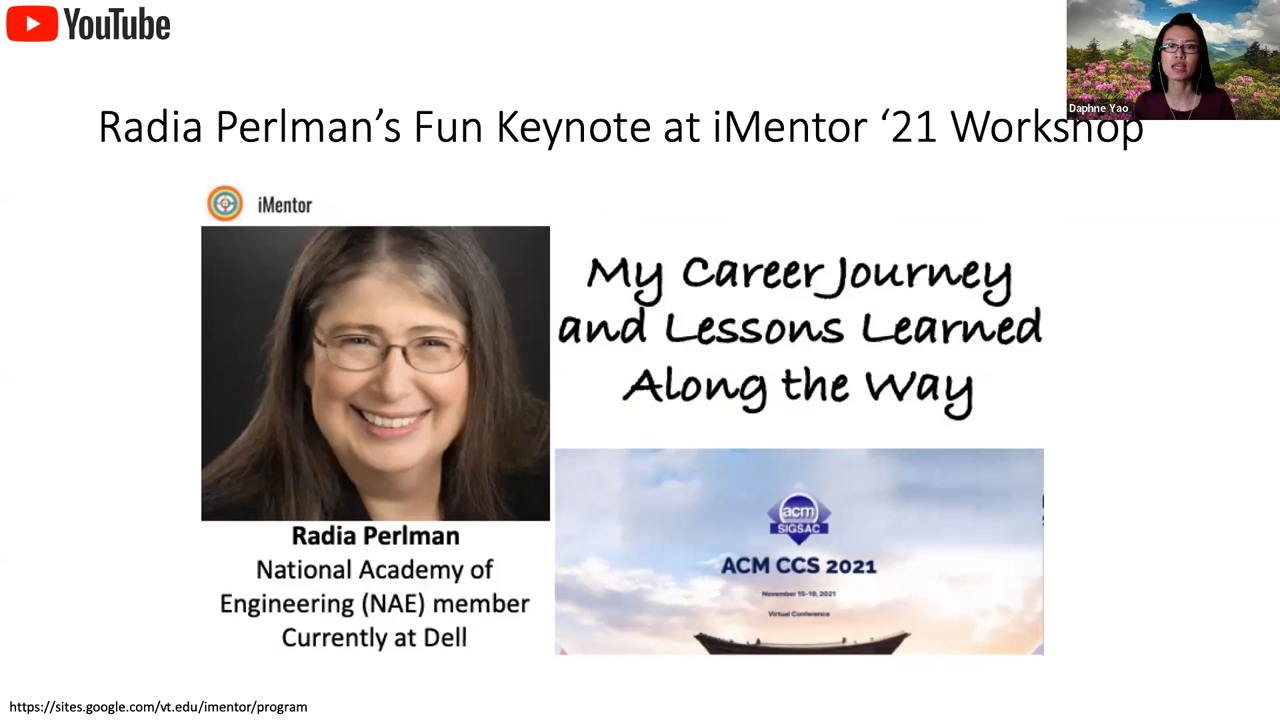 YouTube
Daphne Yao
Radia Perlman’s Fun Keynote at iMentor ‘21 Workshop
iMentor
My Career Journey
and Lessons Learned
Along the Way
Radia Perlman
National Academy of
Engineering (NAE) member
Currently at Dell
acm
SIGSAC
ACM CCS 2021
November 15-19, 2021
Virtual Conference
https://sites.google.com/vt.edu/imentor/program